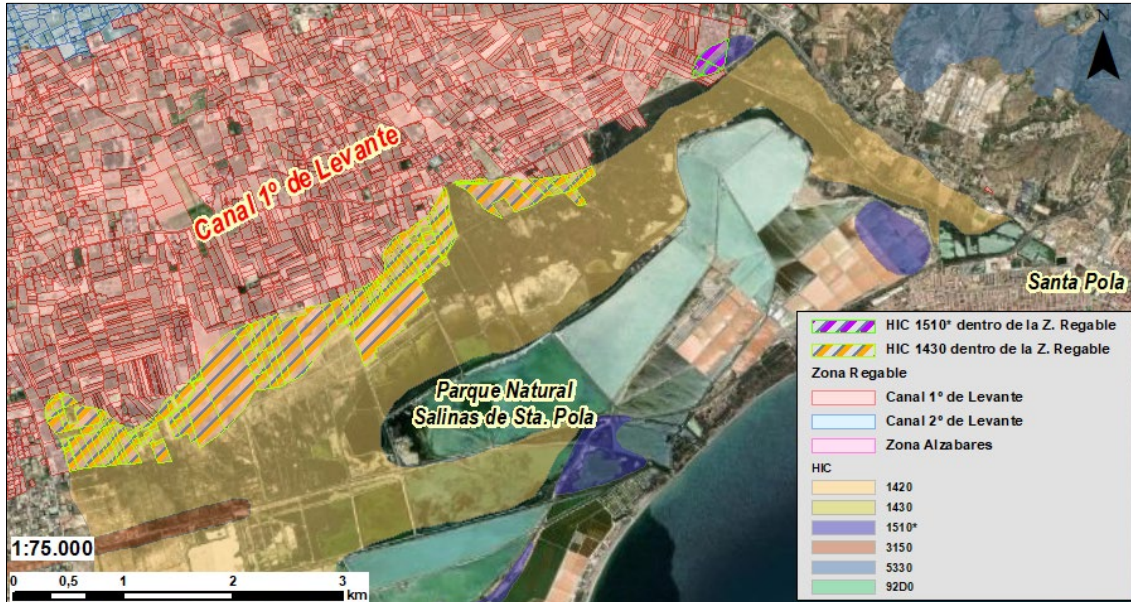 N
Canal 1º de Levante
Santa Pola
Parque Natural
Salinas de Sta. Pola
HIC 1510* dentro de la Z. Regable
HIC 1430 dentro de la Z. Regable
Zona Regable
Canal 1º de Levante
Canal 2º de Levante
Zona Alzabares
HIC
1420
1430
1510*
3150
5330
92D0
1:75.000
0 0,5 1 2 3
km